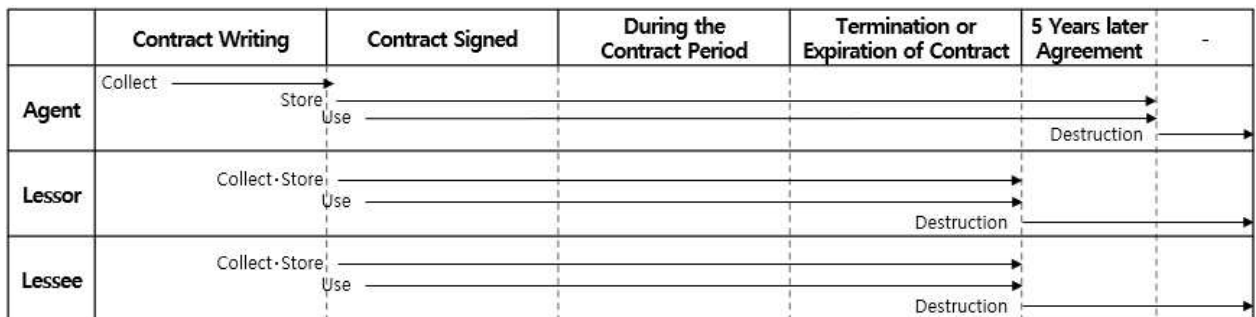 Contract Writing
Contract Signed
During the
Contract Period
Termination or
Expiration of Contract
5 Years later
Agreement
-
Agent
Collect
Store
Use
Destruction
Lessor
Collect·Store
Use
Destruction
Lessee
Collect·Store
Use
Destruction